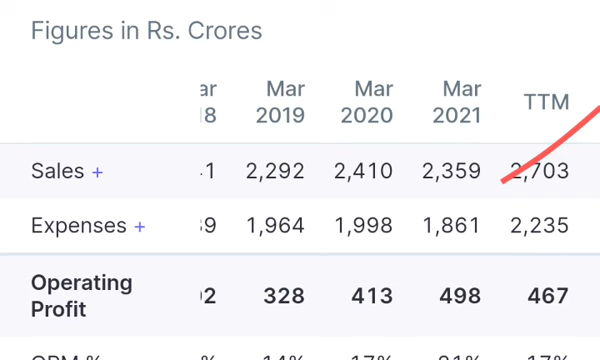 Figures in Rs. Crores
Mar Mar Mar
2019 2020 2021 TTM
Sales + 2,292 2,410 2,359 2,703
Expenses + 1,964 1,998 1,861 2,235
Operating
Profit 328 413 498 467